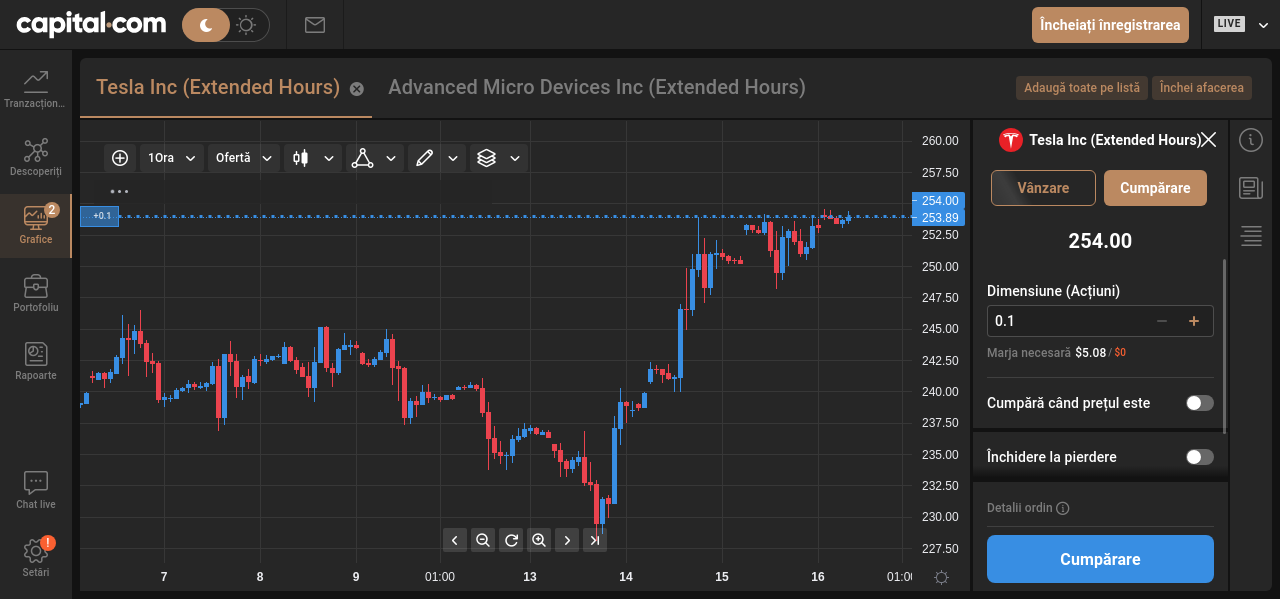 capital.com
Încheiați înregistrarea
LIVE
Tranzacțion...
Descoperiți
2
Grafice
Portofoliu
Rapoarte
Chat live
!
Setări
Tesla Inc (Extended Hours)
Advanced Micro Devices Inc (Extended Hours)
Adaugă toate pe listă
Închei afacerea
1Ora
Ofertă
+0.1
260.00
257.50
254.00
253.89
252.50
250.00
247.50
245.00
242.50
240.00
237.50
235.00
232.50
230.00
227.50
7
8
9
01:00
13
14
15
16
Tesla Inc (Extended Hours)
Vânzare
Cumpărare
254.00
Dimensiune (Acțiuni)
0.1
Marja necesară $5.08 / $0
Cumpără când prețul este
Închidere la pierdere
Detalii ordin
Cumpărare